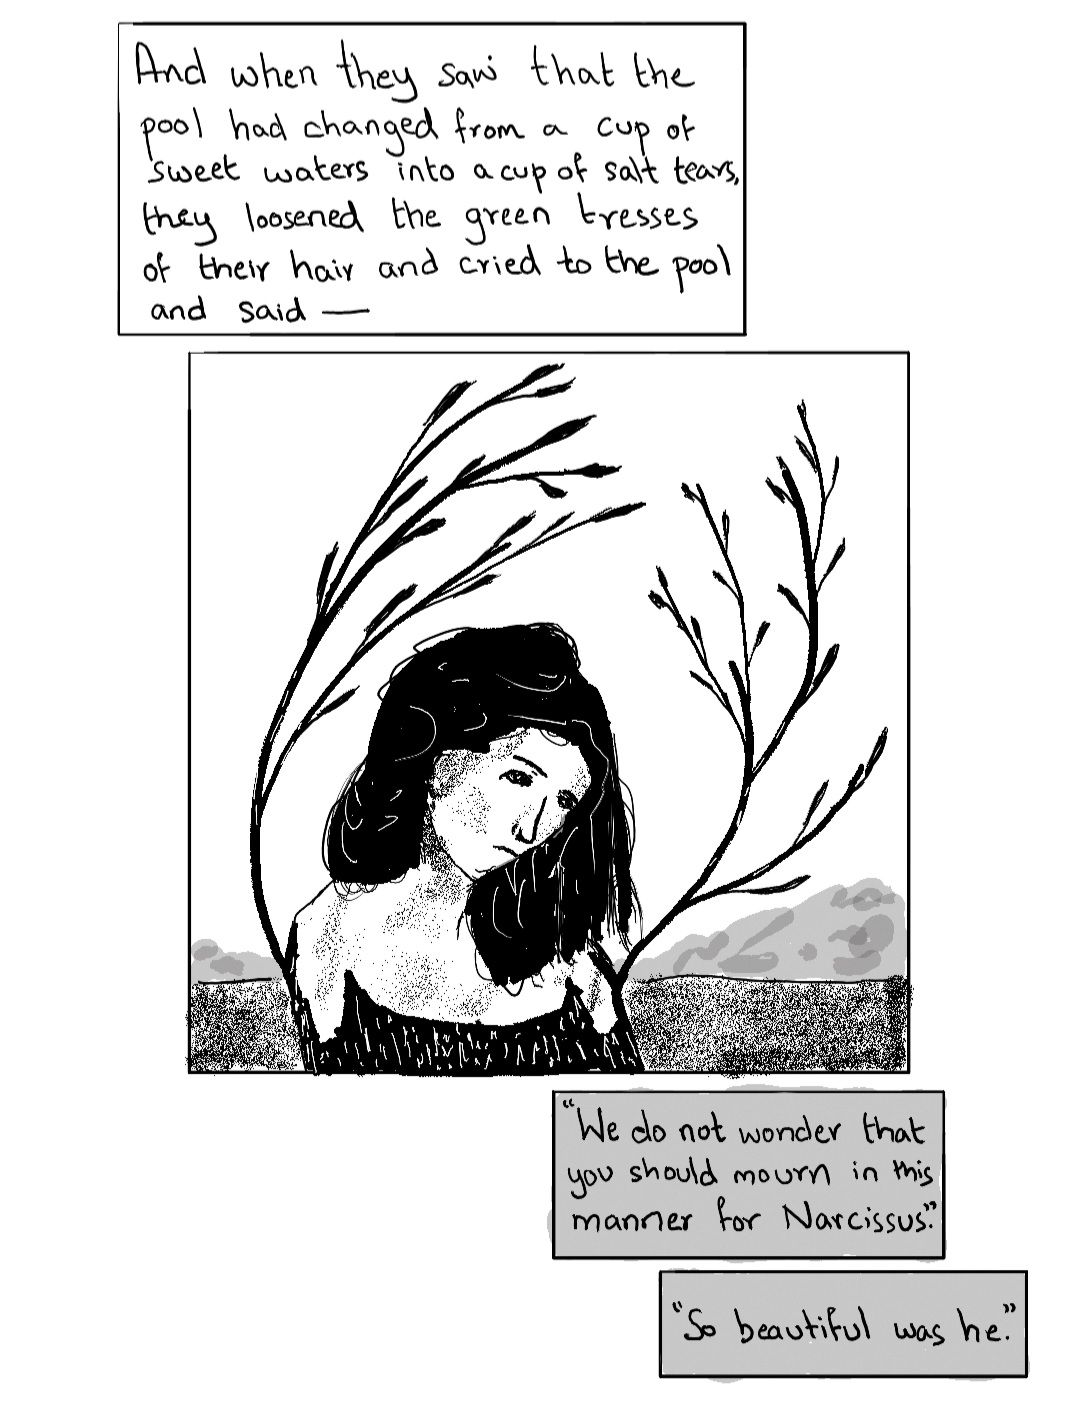 And when they saw that the
pool had changed from a cup of
sweet waters into a cup of salt tears,
they loosened the green tresses
of their hair and cried to the pool
and said —
"We do not wonder that
you should mourn in this
manner for Narcissus."
"So beautiful was he."